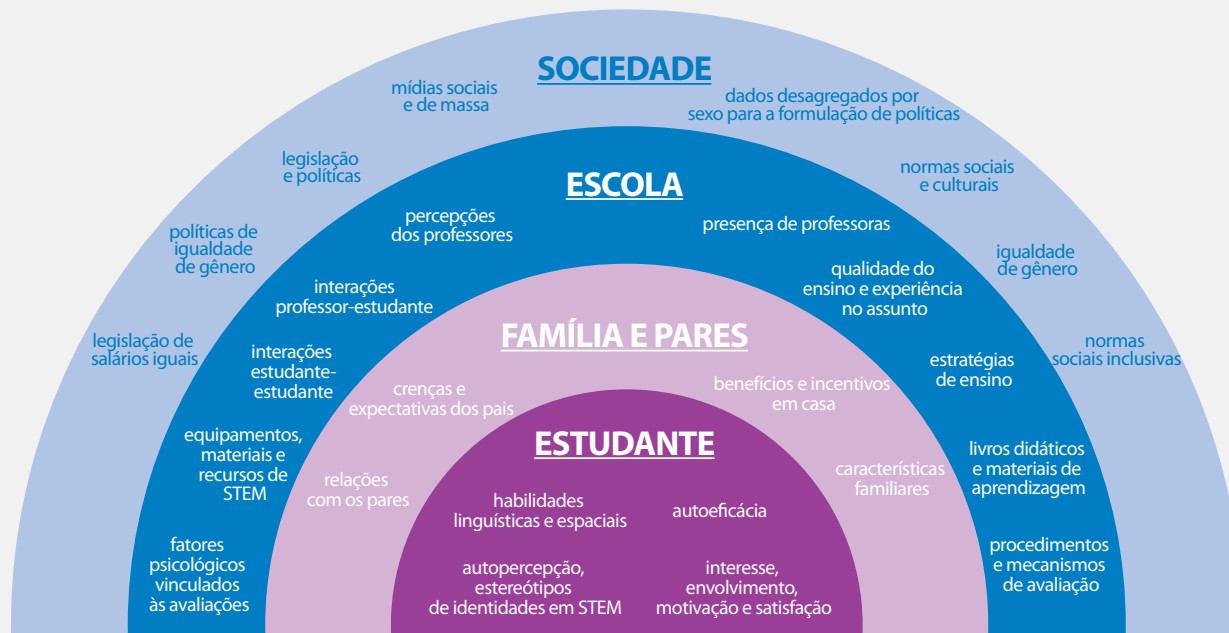 SOCIEDADE
mídias sociais
e de massa
dados desagregados por
sexo para a formulação de políticas
legislação
e políticas
normas sociais
e culturais
políticas de
igualdade
de gênero
igualdade
de gênero
legislação de
salários iguais
normas
sociais inclusivas
ESCOLA
percepções
dos professores
presença de professoras
interações
professor-estudante
qualidade do
ensino e experiência
no assunto
interações
estudante-
estudante
estratégias
de ensino
equipamentos,
materiais e
recursos de
STEM
livros didáticos
e materiais de
aprendizagem
fatores
psicológicos
vinculados
às avaliações
procedimentos
e mecanismos
de avaliação
FAMÍLIA E PARES
crenças e
expectativas dos pais
benefícios e incentivos
em casa
relações
com os pares
características
familiares
ESTUDANTE
habilidades
linguísticas e espaciais
autoeficácia
autopercepção,
estereótipos
de identidades em STEM
interesse,
envolvimento,
motivação e satisfação